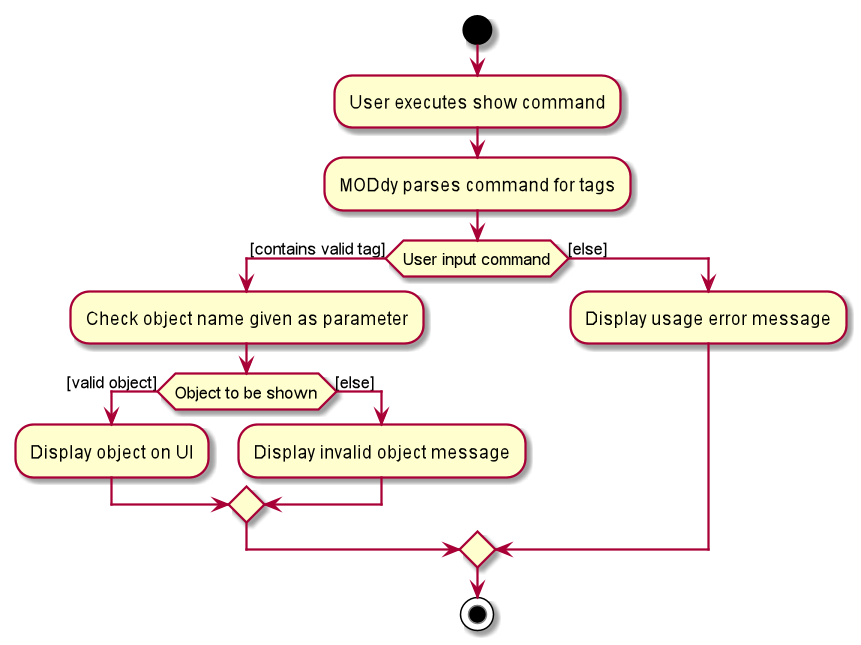 User executes show command
MODdy parses command for tags
[contains valid tag]
User input command
[else]
Check object name given as parameter
Display usage error message
[valid object]
Object to be shown
[else]
Display object on UI
Display invalid object message